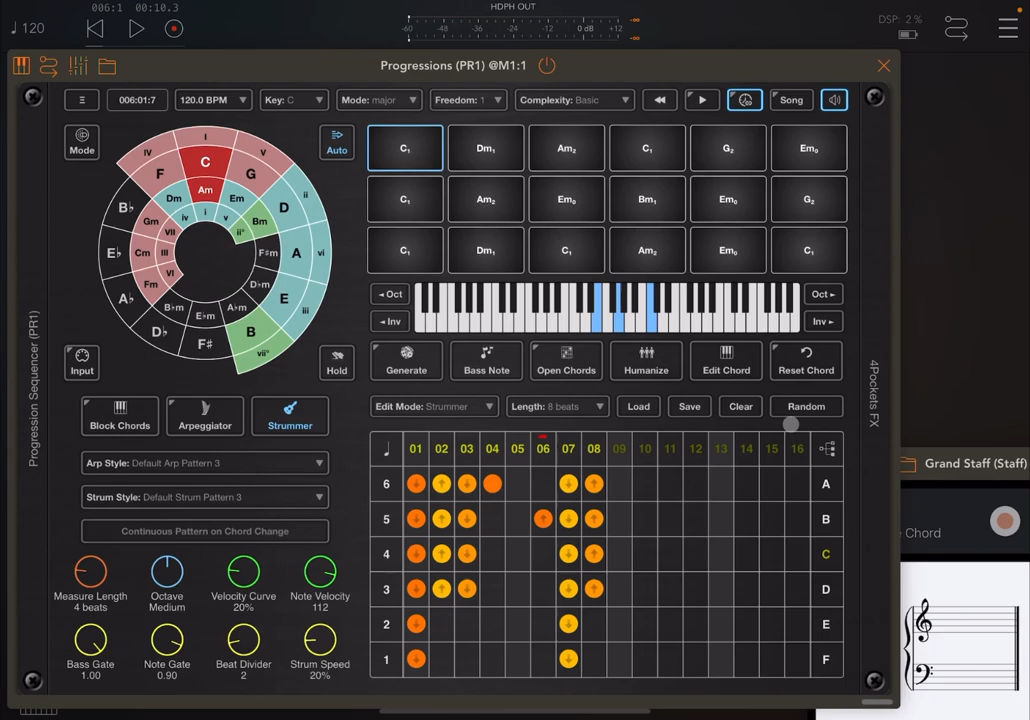 ♩120
006:1
00:10.3
HDPH OUT
-60 -48 -36 -24 -12 0dB +12
-∞
-∞
DSP: 2 %
Progressions (PR1) @M1:1
006:01:7
120.0 BPM
Key: C
Mode: major
Freedom: 1
Complexity: Basic
Song
Mode
Auto
I
IV
V
C
F
G
Am
Dm
Em
ii
i
iv
v
B♭
Gm
VII
Bm
ii°
D
E♭
Cm
III
F♯m
A
vi
A♭
Fm
VI
D♭m
E
iii
B♭m
E♭m
A♭m
D♭
F♯
B
vii°
Input
Hold
C₁ Dm₁ Am₂ C₁ G₂ Em₀
C₁ Am₂ Em₀ Bm₁ Em₀ G₂
C₁ Dm₁ C₁ Am₂ Em₀ C₁
◄ Oct
Oct ►
◄ Inv
Inv ►
Generate
Bass Note
Open Chords
Humanize
Edit Chord
Reset Chord
Block Chords
Arpeggiator
Strummer
Edit Mode: Strummer
Length: 8 beats
Load
Save
Clear
Random
Arp Style: Default Arp Pattern 3
Strum Style: Default Strum Pattern 3
Continuous Pattern on Chord Change
01 02 03 04 05 06 07 08 09 10 11 12 13 14 15 16
6 A
5 B
4 C
3 D
2 E
1 F
Measure Length
4 beats
Octave
Medium
Velocity Curve
20%
Note Velocity
112
Bass Gate
1.00
Note Gate
0.90
Beat Divider
2
Strum Speed
20%
Progression Sequencer (PR1)
4Pockets FX
Grand Staff (Staff)
Chord